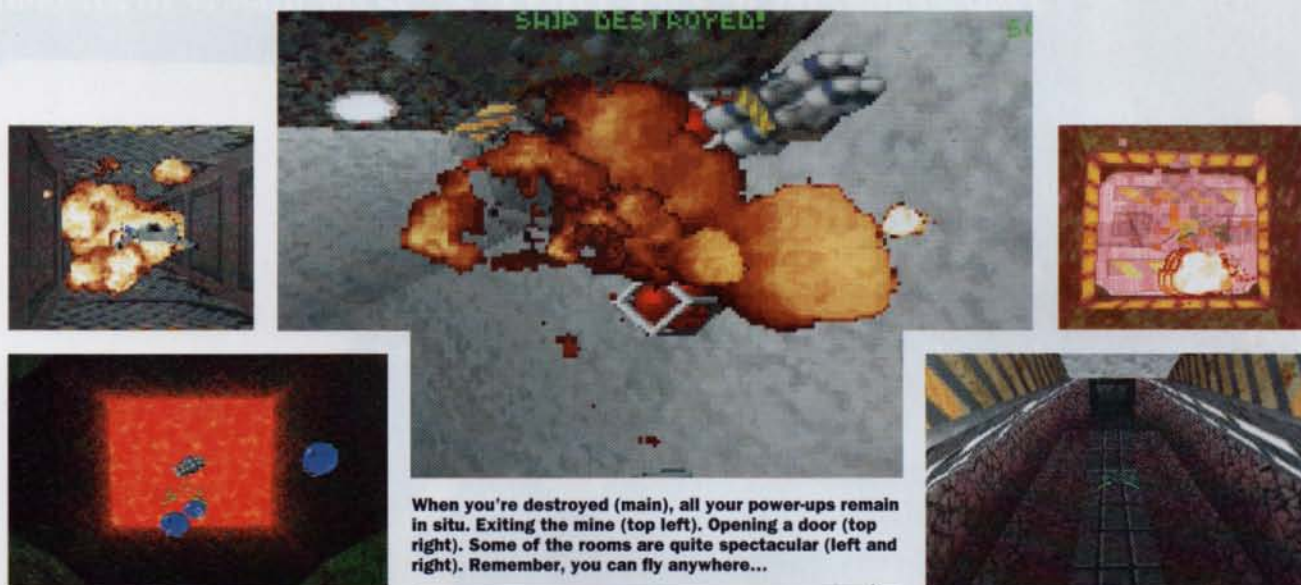 SHIP DESTROYED!
When you're destroyed (main), all your power-ups remain
in situ. Exiting the mine (top left). Opening a door (top
right). Some of the rooms are quite spectacular (left and
right). Remember, you can fly anywhere...